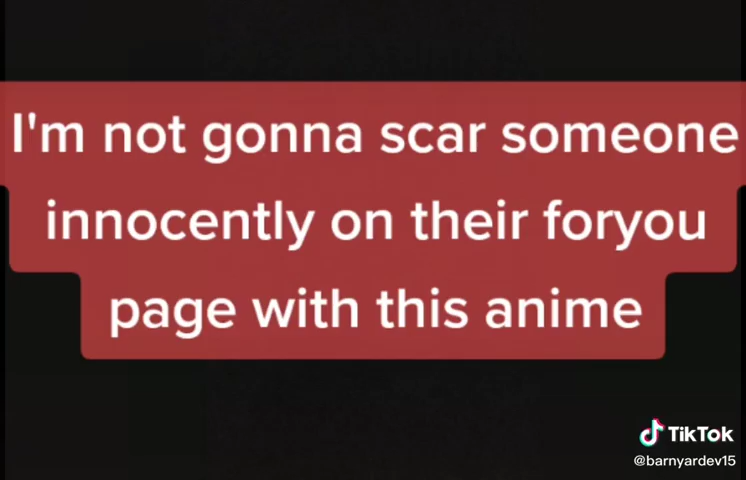 I'm not gonna scar someone
innocently on their foryou
page with this anime
TikTok
@barnyardev15